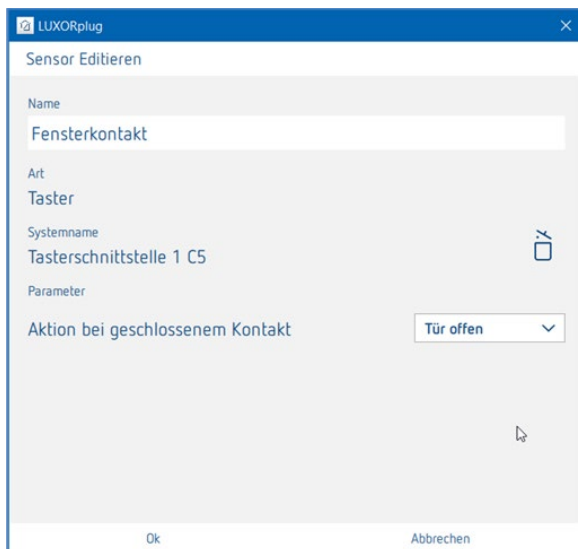 LUXORplug
Sensor Editieren
Name
Fensterkontakt
Art
Taster
Systemname
Tasterschnittstelle 1 C5
Parameter
Aktion bei geschlossenem Kontakt Tür offen
Ok Abbrechen